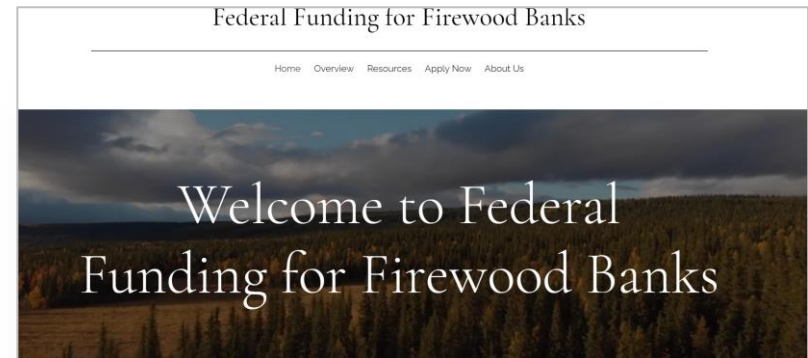 Federal Funding for Firewood Banks
Home Overview Resources Apply Now About Us
Welcome to Federal
Funding for Firewood Banks